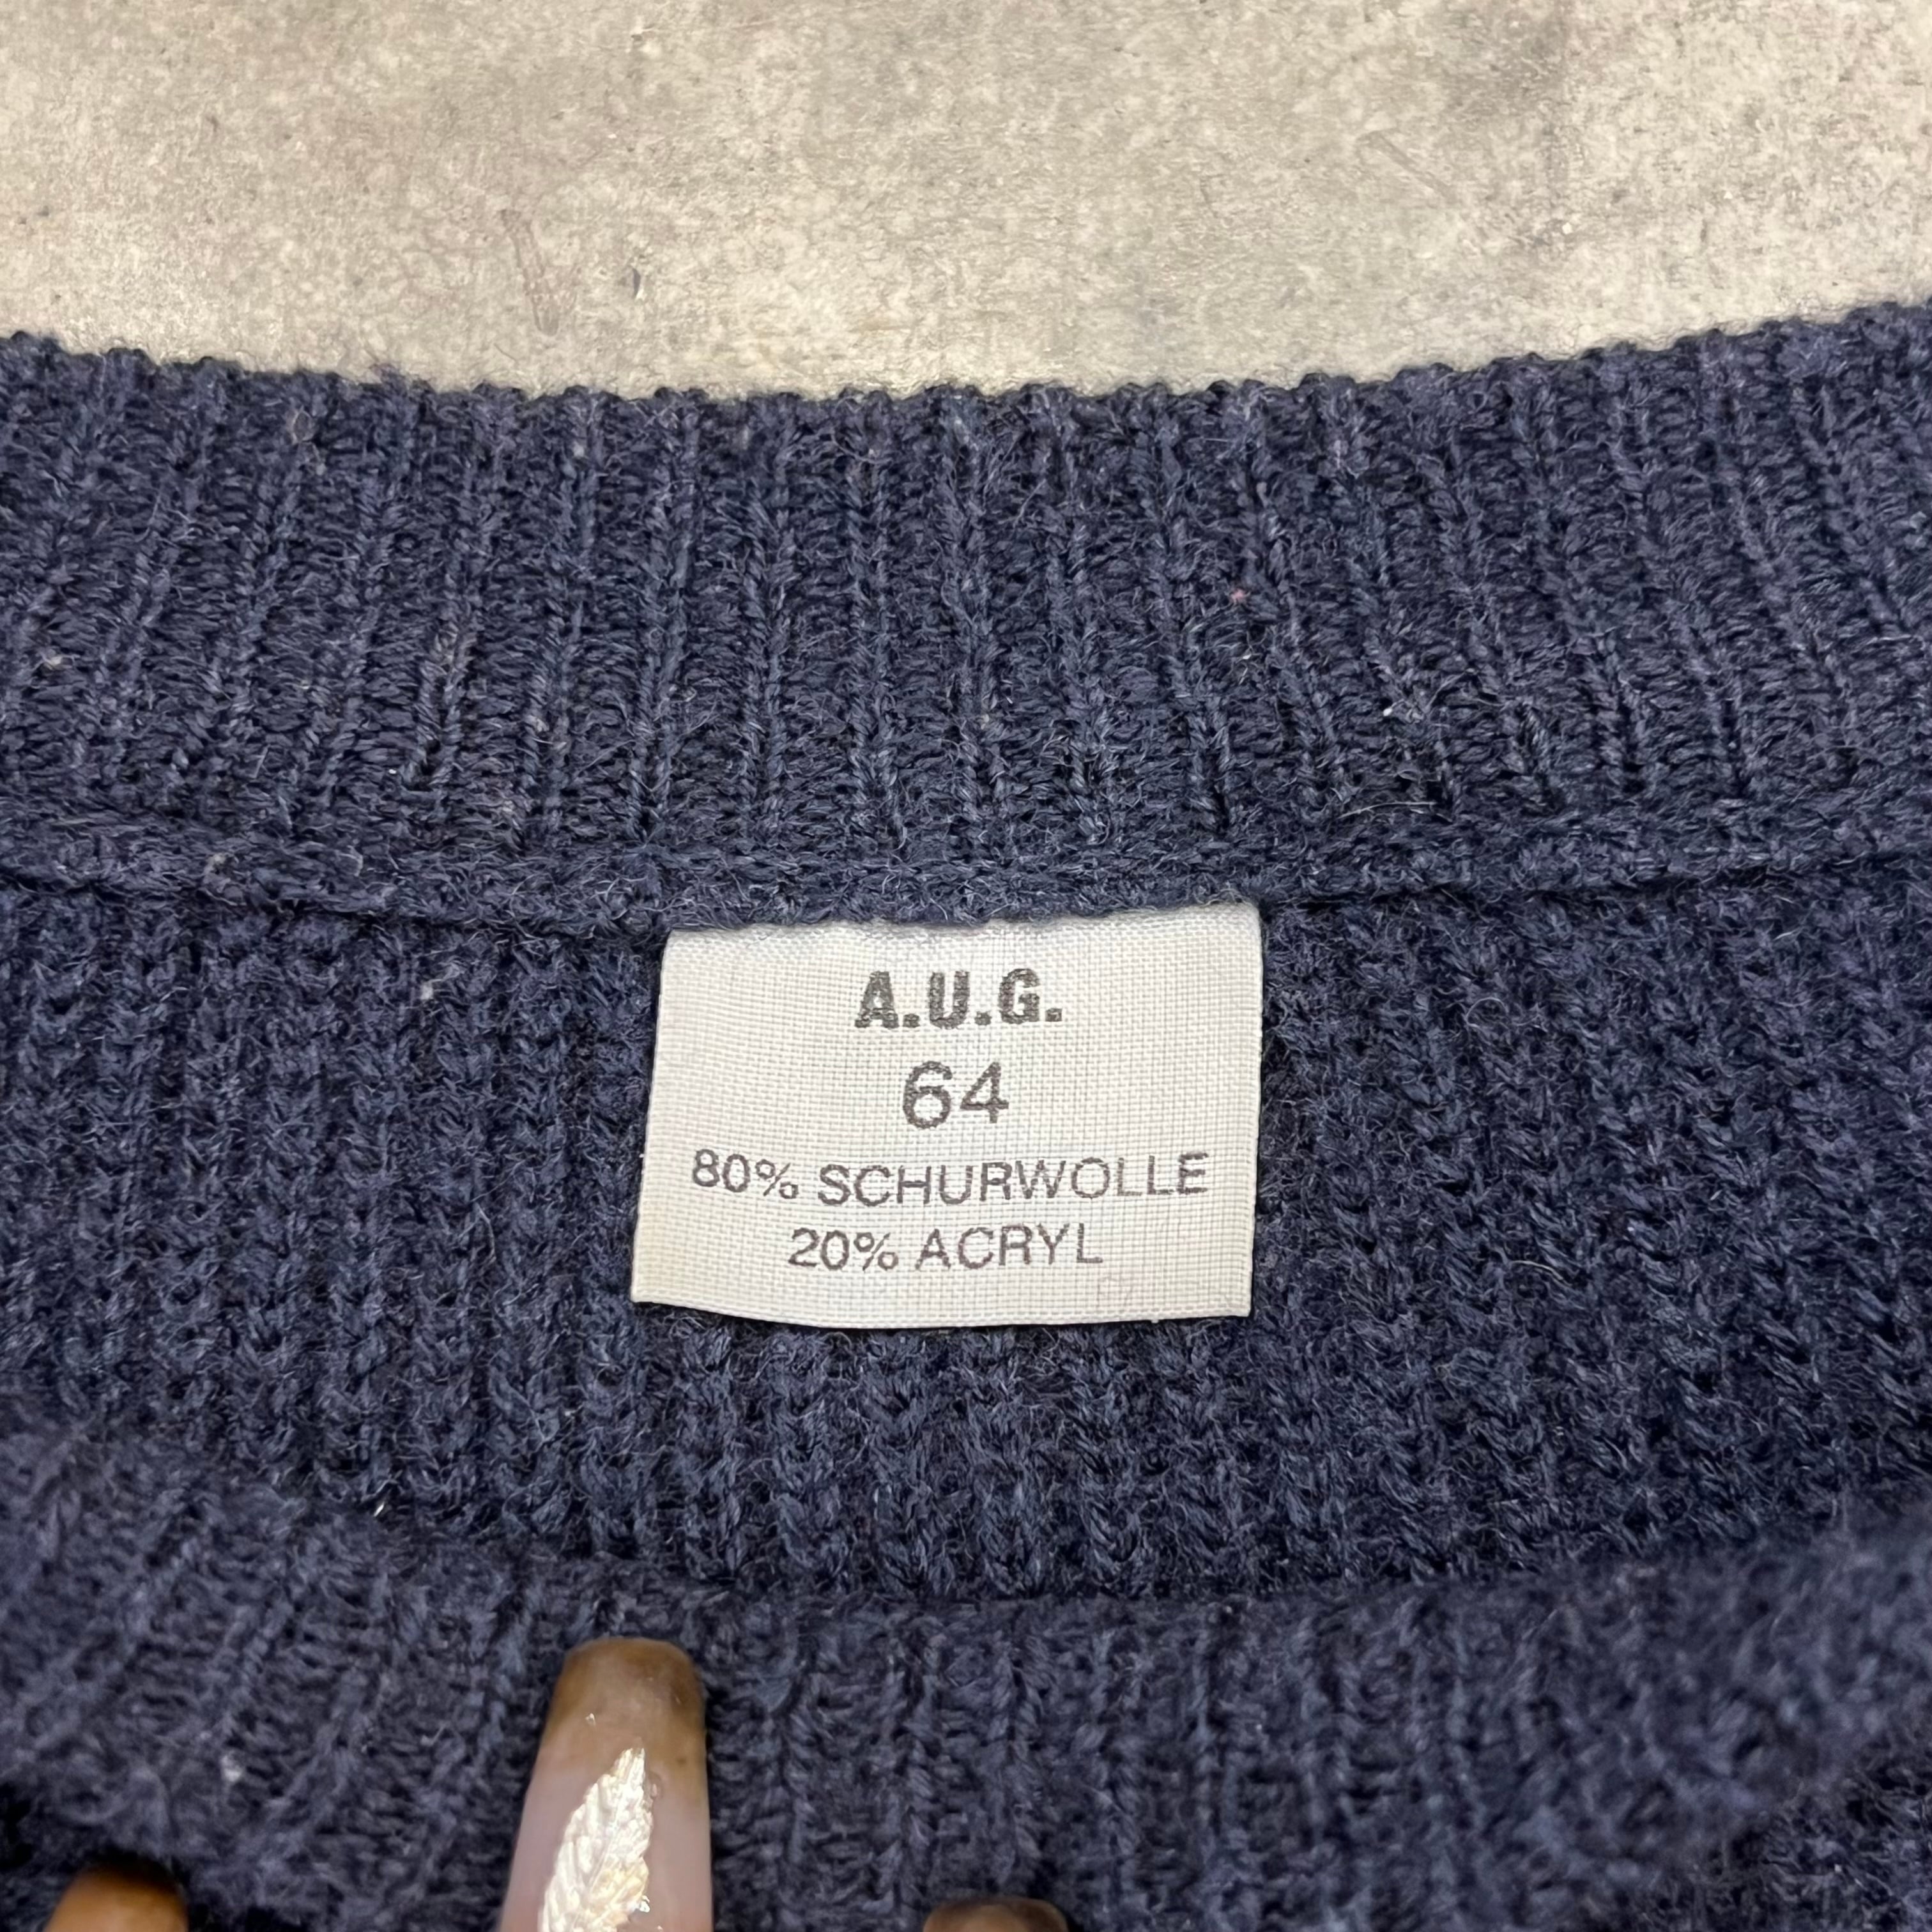 A.U.G.
64
80% SCHURWOLLE
20% ACRYL